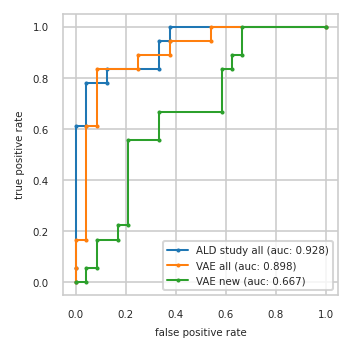 1.0
0.8
0.6
0.4
0.2
0.0
true positive rate
ALD study all (auc: 0.928)
VAE all (auc: 0.898)
VAE new (auc: 0.667)
0.0 0.2 0.4 0.6 0.8 1.0
false positive rate